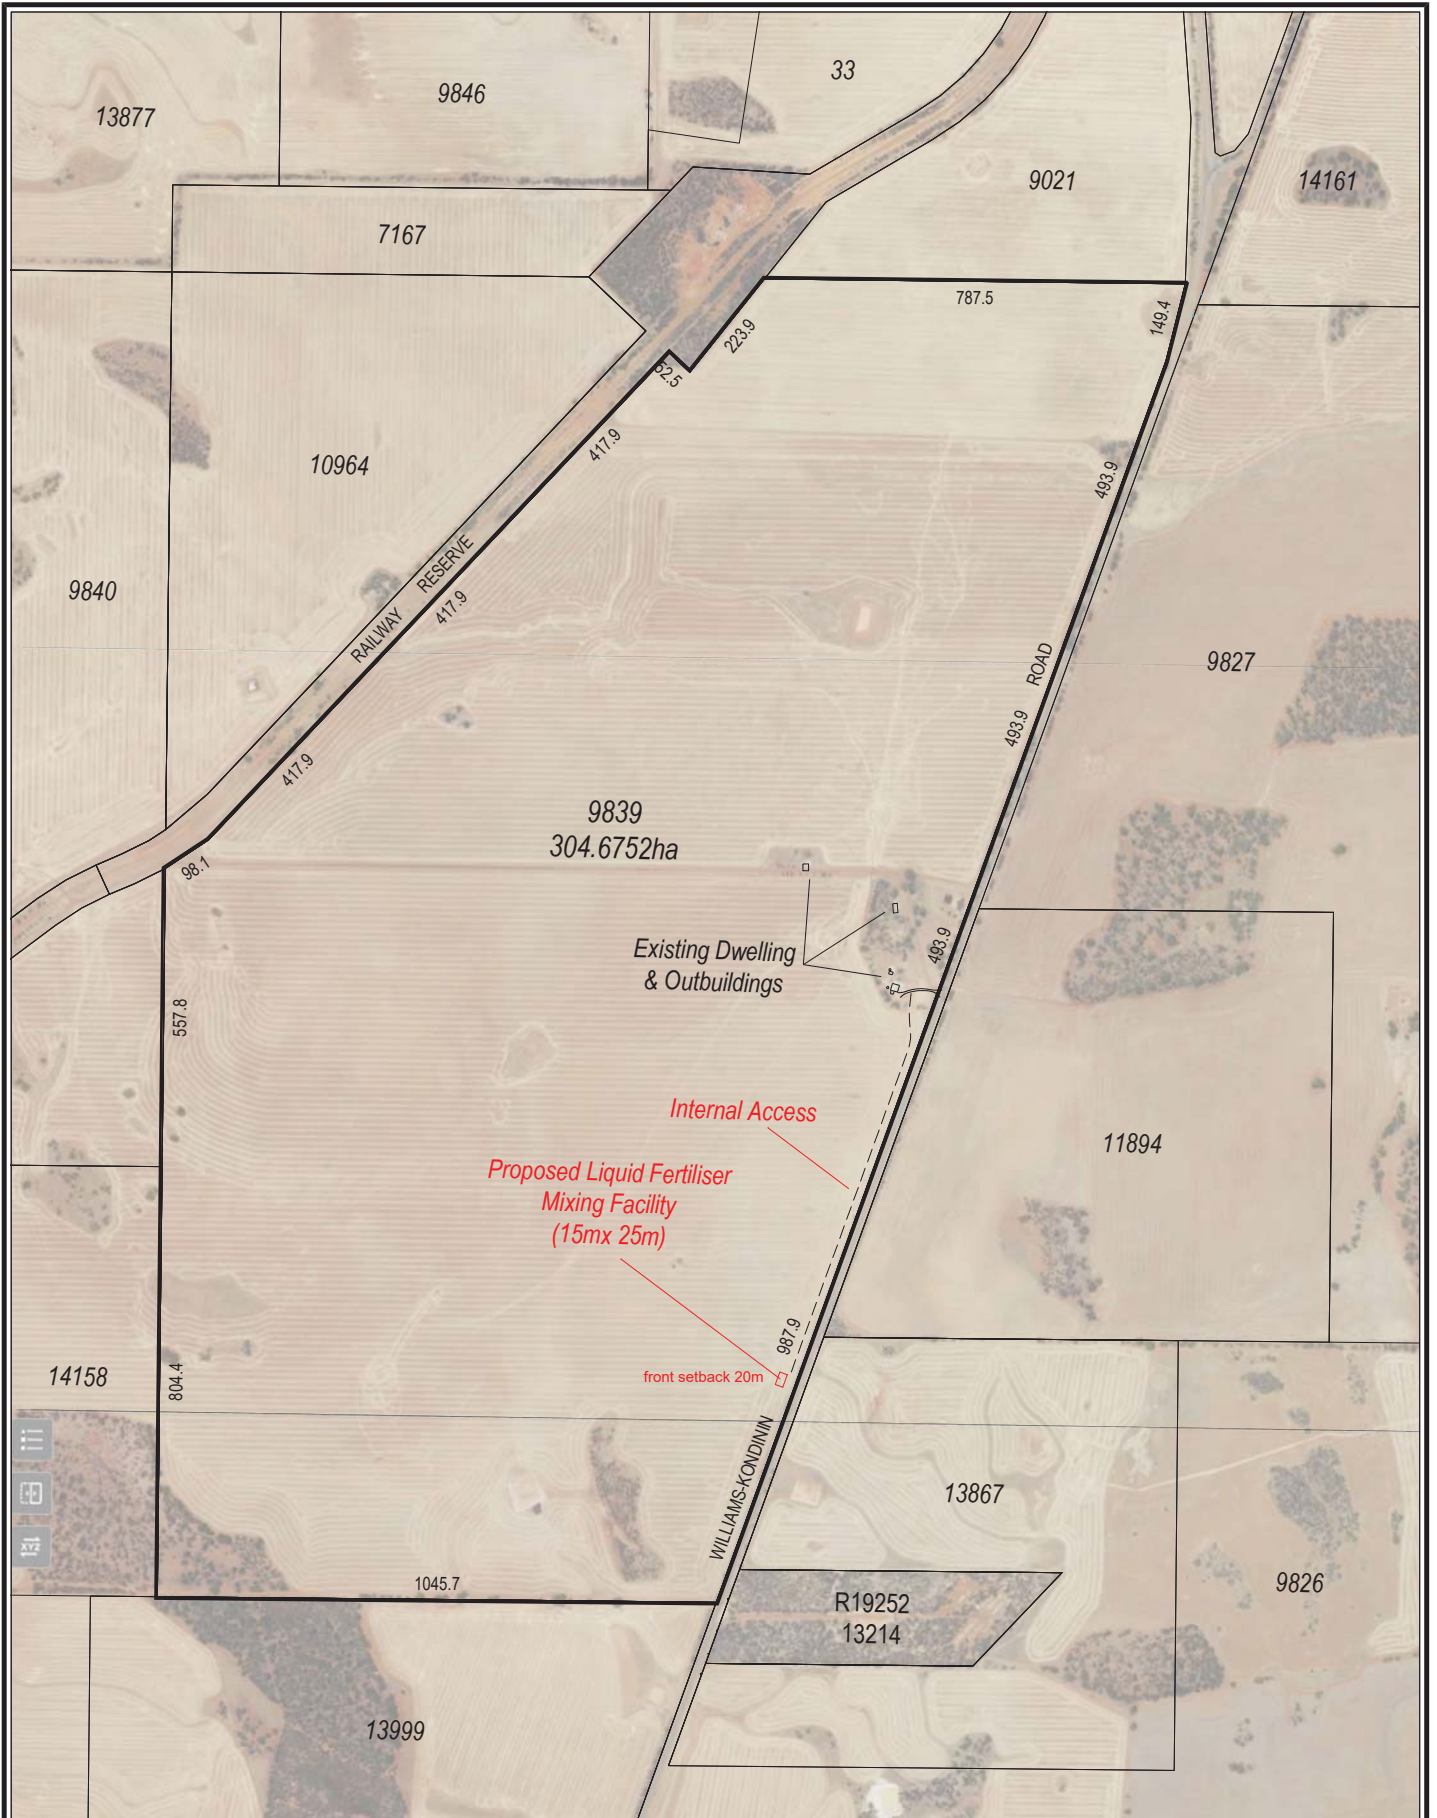 33
9846
13877
9021
14161
7167
787.5
149.4
223.9
62.5
417.9
10964
493.9
RAILWAY RESERVE
9840
417.9
ROAD
9827
493.9
417.9
9839
304.6752ha
98.1
Existing Dwelling
& Outbuildings
493.9
557.8
Internal Access
11894
Proposed Liquid Fertiliser
Mixing Facility
(15mx 25m)
987.9
14158
804.4
front setback 20m
WILLIAMS-KONDININ
13867
XYZ
1045.7
9826
R19252
13214
13999